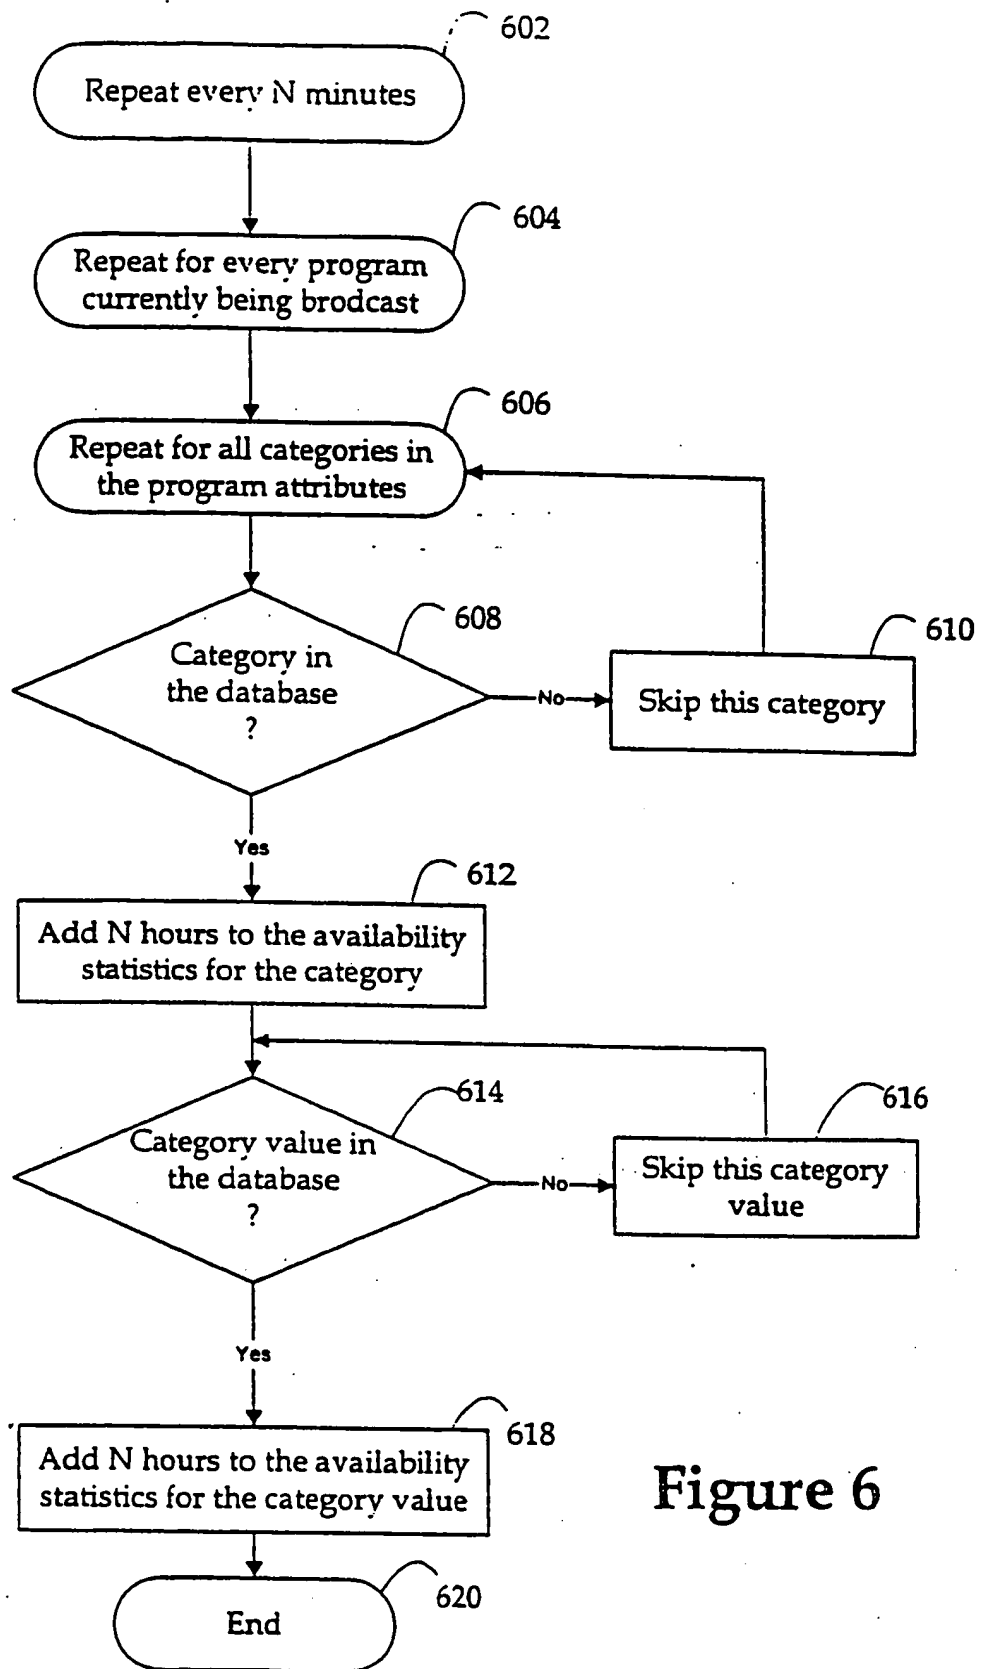 602
Repeat every N minutes
604
Repeat for every program
currently being brodcast
606
Repeat for all categories in
the program attributes
608
Category in
the database
?
No
610
Skip this category
Yes
612
Add N hours to the availability
statistics for the category
614
Category value in
the database
?
No
616
Skip this category
value
Yes
618
Add N hours to the availability
statistics for the category value
Figure 6
620
End